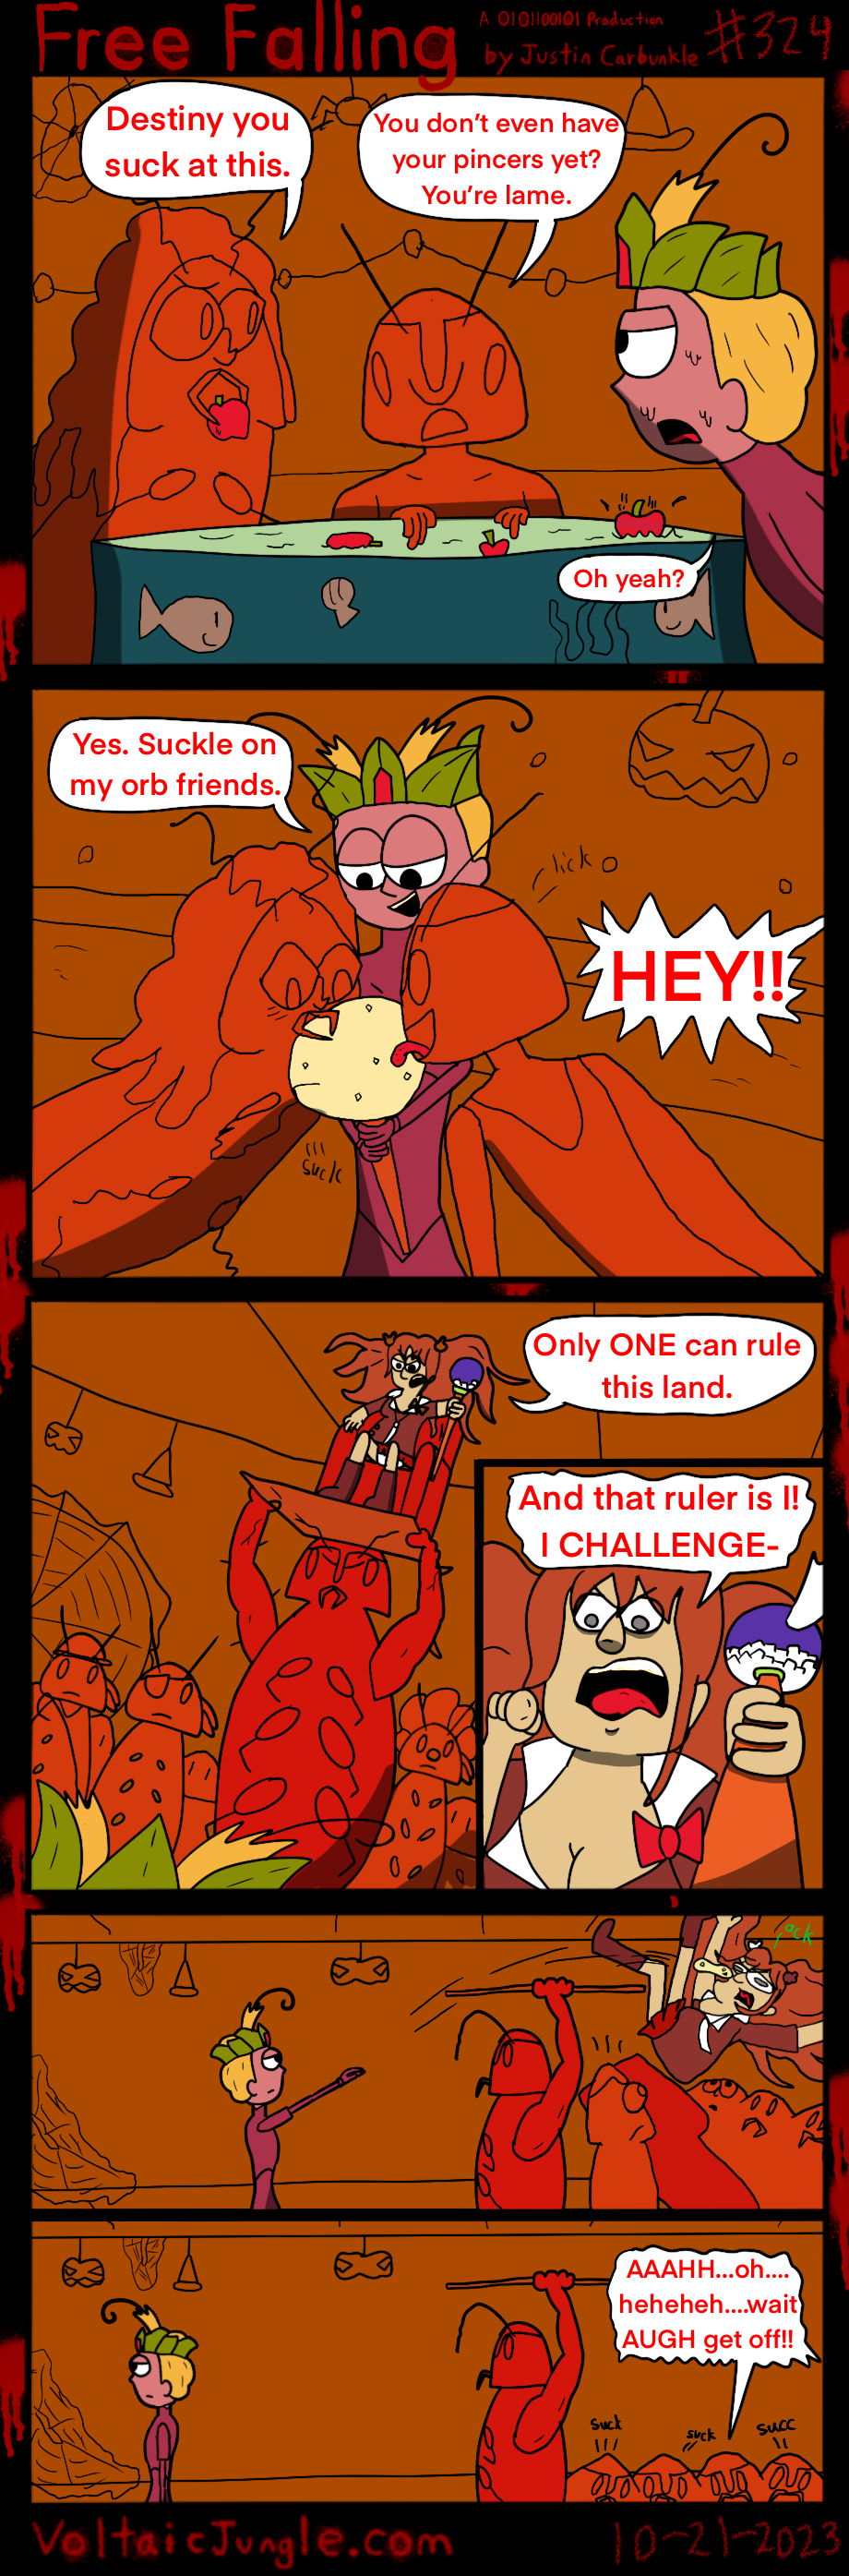 Free Falling
A 0101100101 Production
by Justin Carbunkle
#324
Destiny you
suck at this.
You don't even have
your pincers yet?
You're lame.
Oh yeah?
Yes. Suckle on
my orb friends.
lick
HEY!!
suck
Only ONE can rule
this land.
And that ruler is I!
I CHALLENGE-
ack
AAAHH...oh....
heheheh....wait
AUGH get off!!
suck
suck
succ
VoltaicJungle.com
10-21-2023